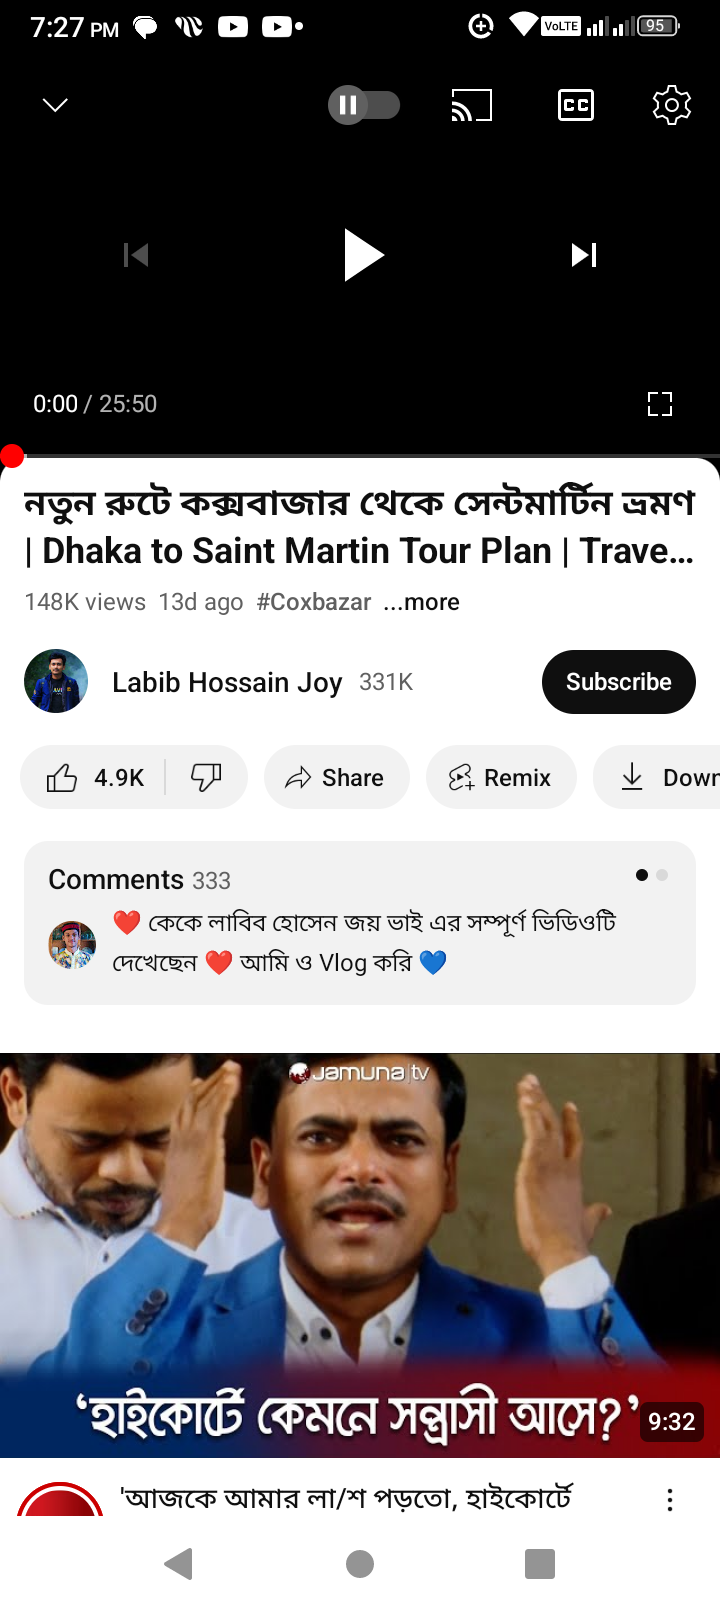 7:27 PM
VoLTE
95
CC
0:00 / 25:50
নতুন রুটে কক্সবাজার থেকে সেন্টমার্টিন ভ্রমণ
| Dhaka to Saint Martin Tour Plan | Trave...
148K views 13d ago #Coxbazar ...more
Labib Hossain Joy 331K
Subscribe
4.9K
Share
Remix
Down
Comments 333
❤️ কেকে লাবিব হোসেন জয় ভাই এর সম্পূর্ণ ভিডিওটি
দেখেছেন ❤️ আমি ও Vlog করি 💙
Jamuna|tv
‘হাইকোর্টে কেমনে সন্ত্রাসী আসে?’
9:32
'আজকে আমার লা/শ পড়তো, হাইকোর্টে